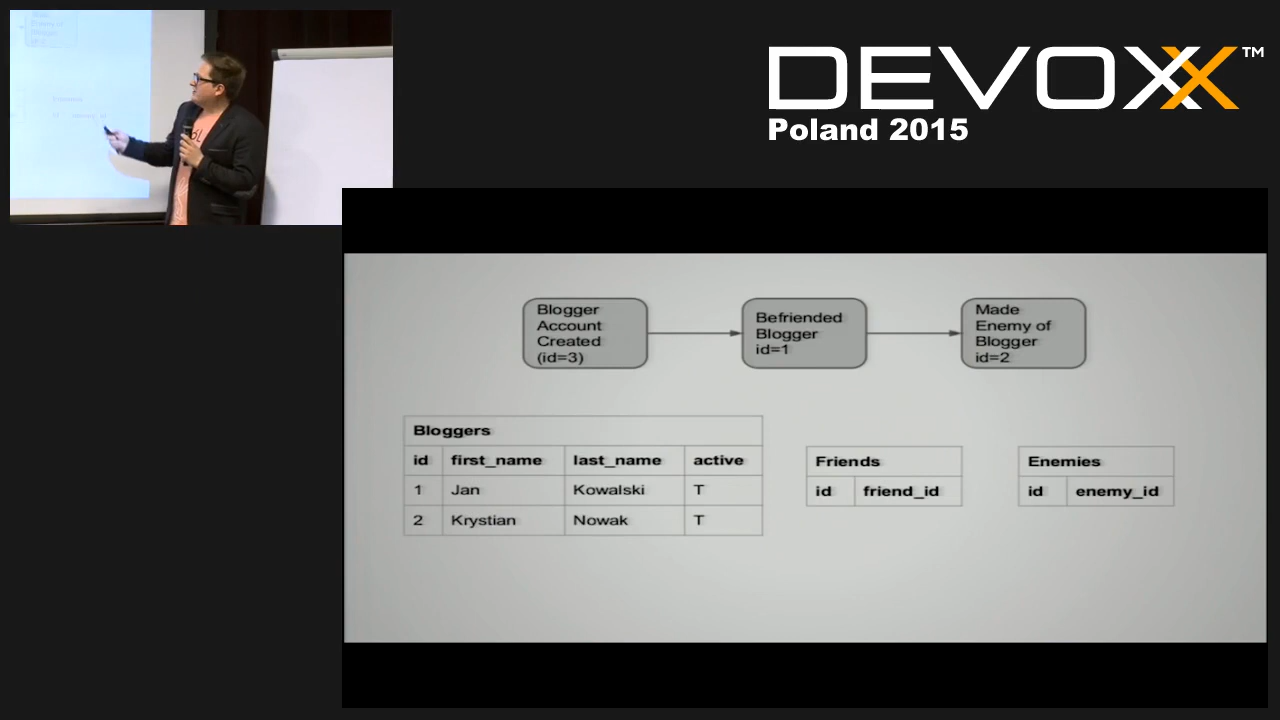 DEVOXX™
Poland 2015
Blogger
Account
Created
(id=3)
Befriended
Blogger
id=1
Made
Enemy of
Blogger
id=2
Bloggers
id first_name last_name active
1 Jan Kowalski T
2 Krystian Nowak T
Friends
id friend_id
Enemies
id enemy_id